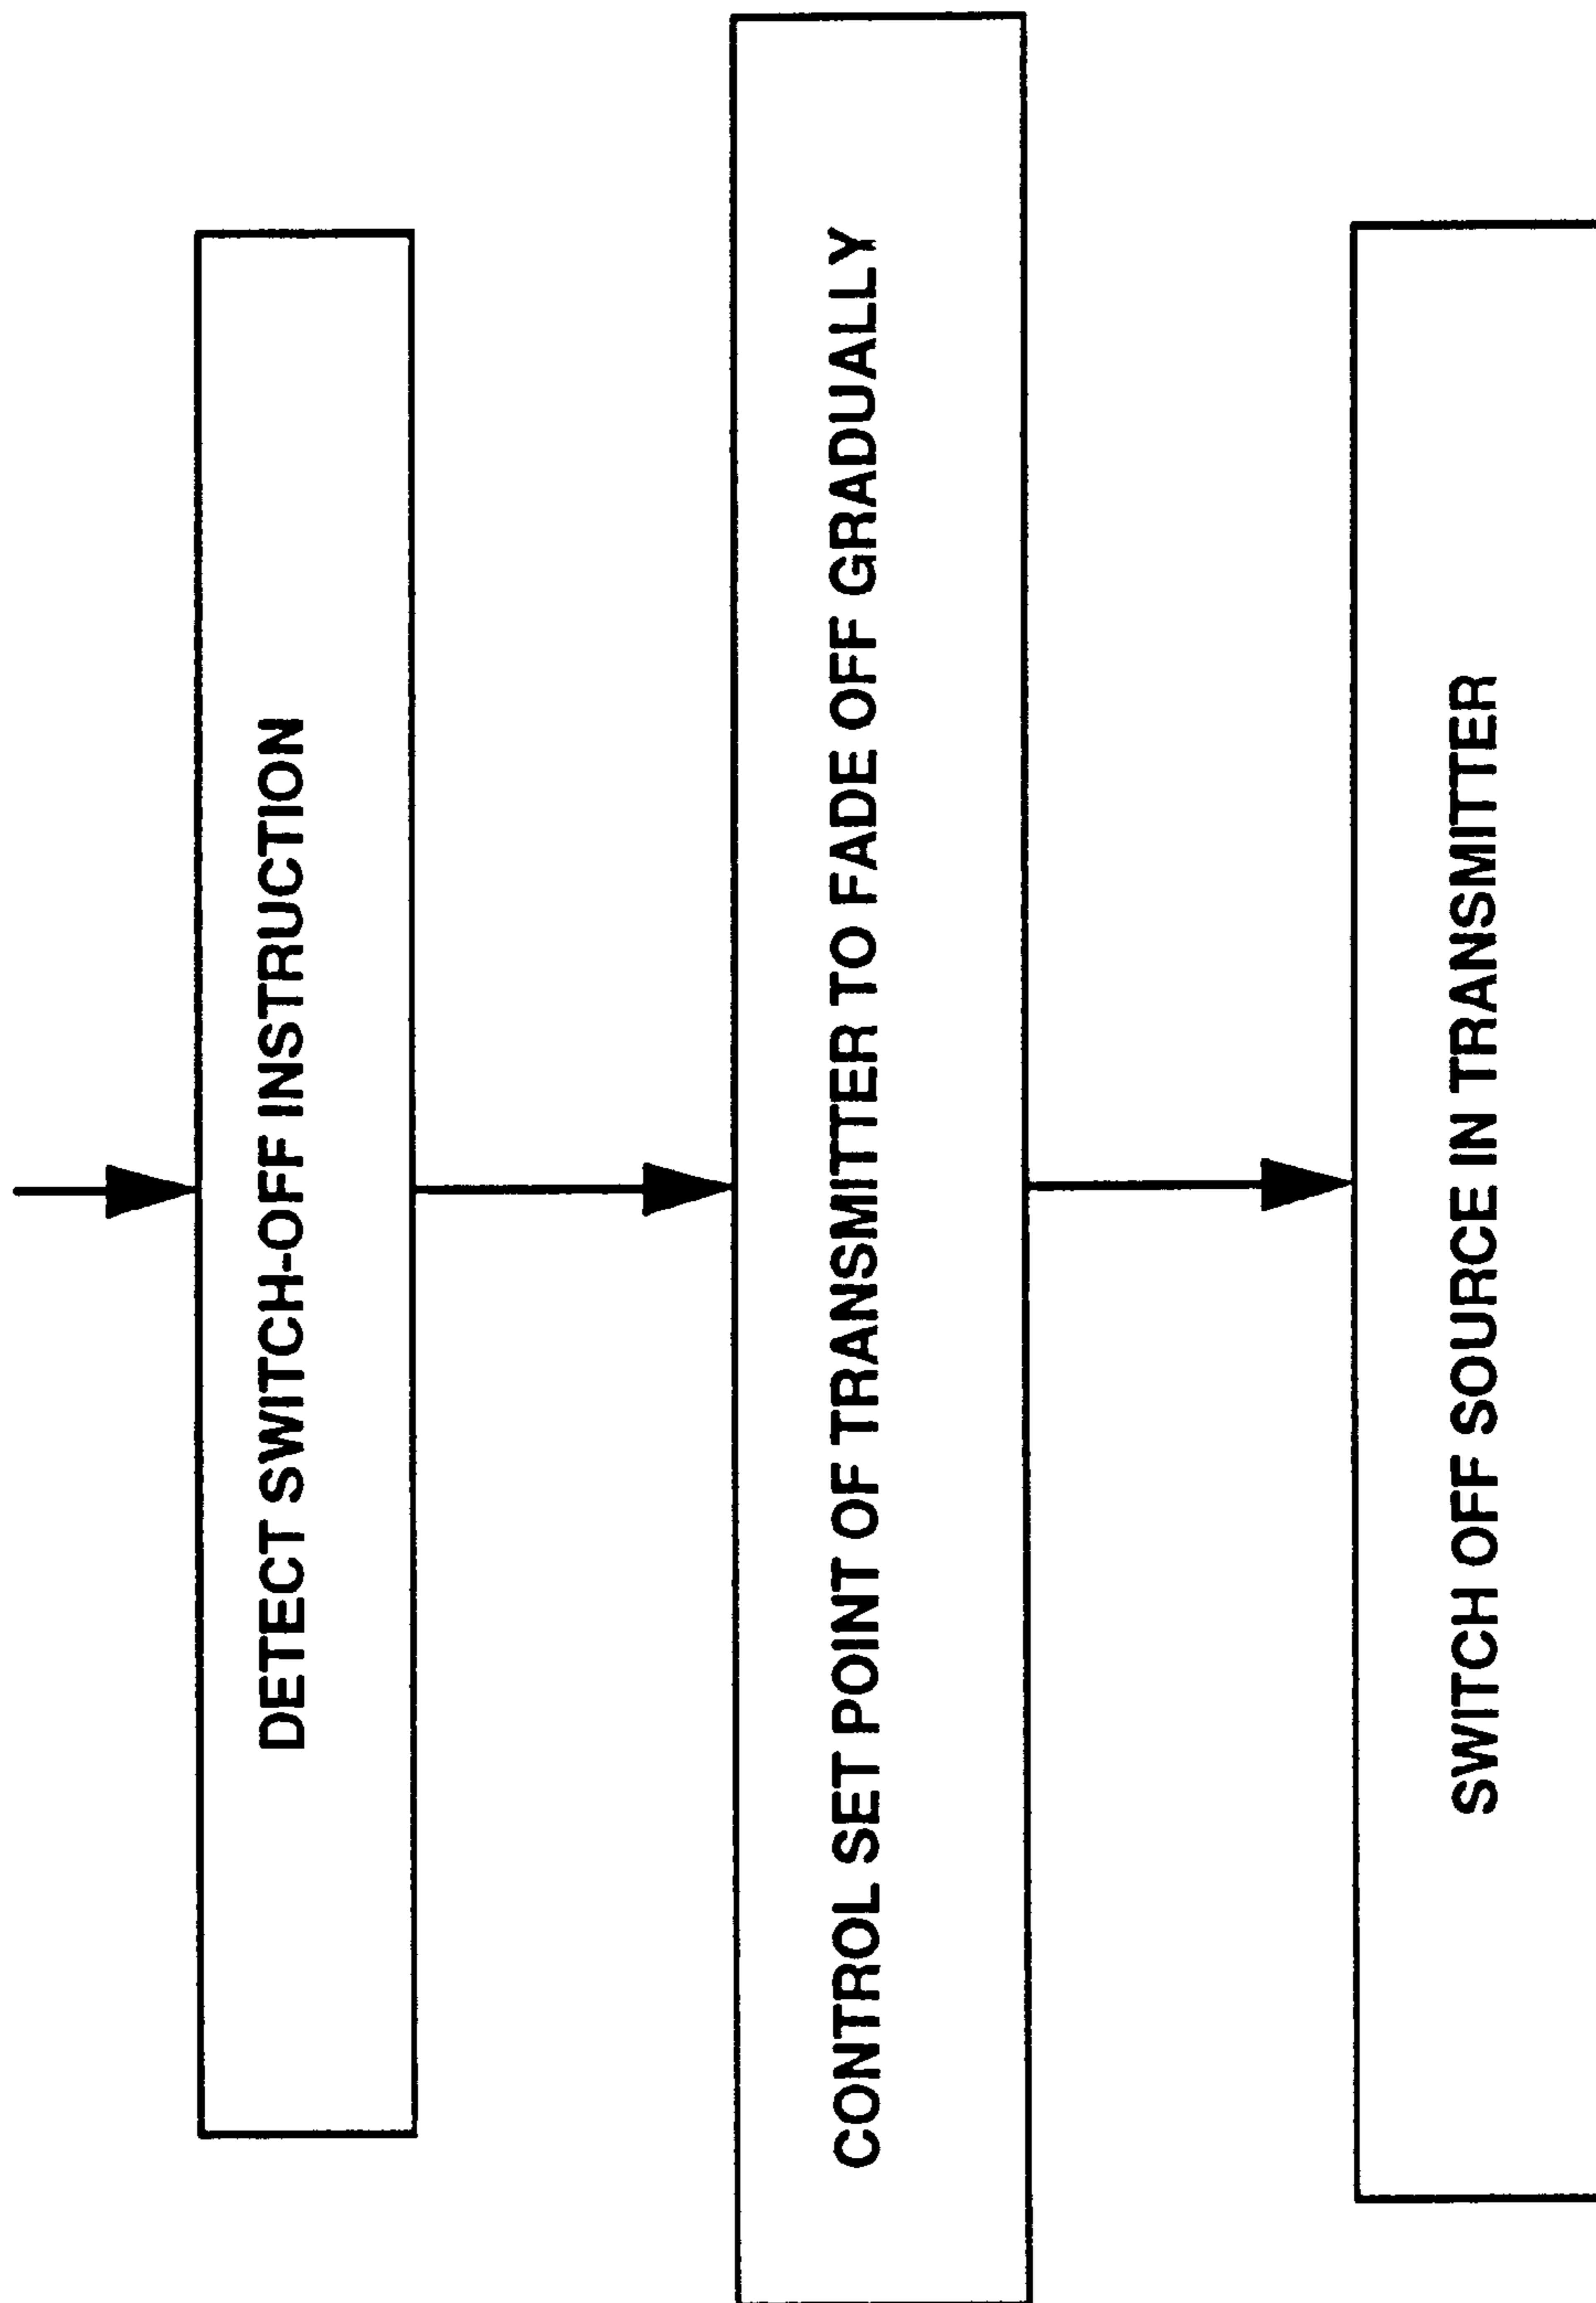 DETECT SWITCH-OFF INSTRUCTION
CONTROL SET POINT OF TRANSMITTER TO FADE OFF GRADUALLY
SWITCH OFF SOURCE IN TRANSMITTER